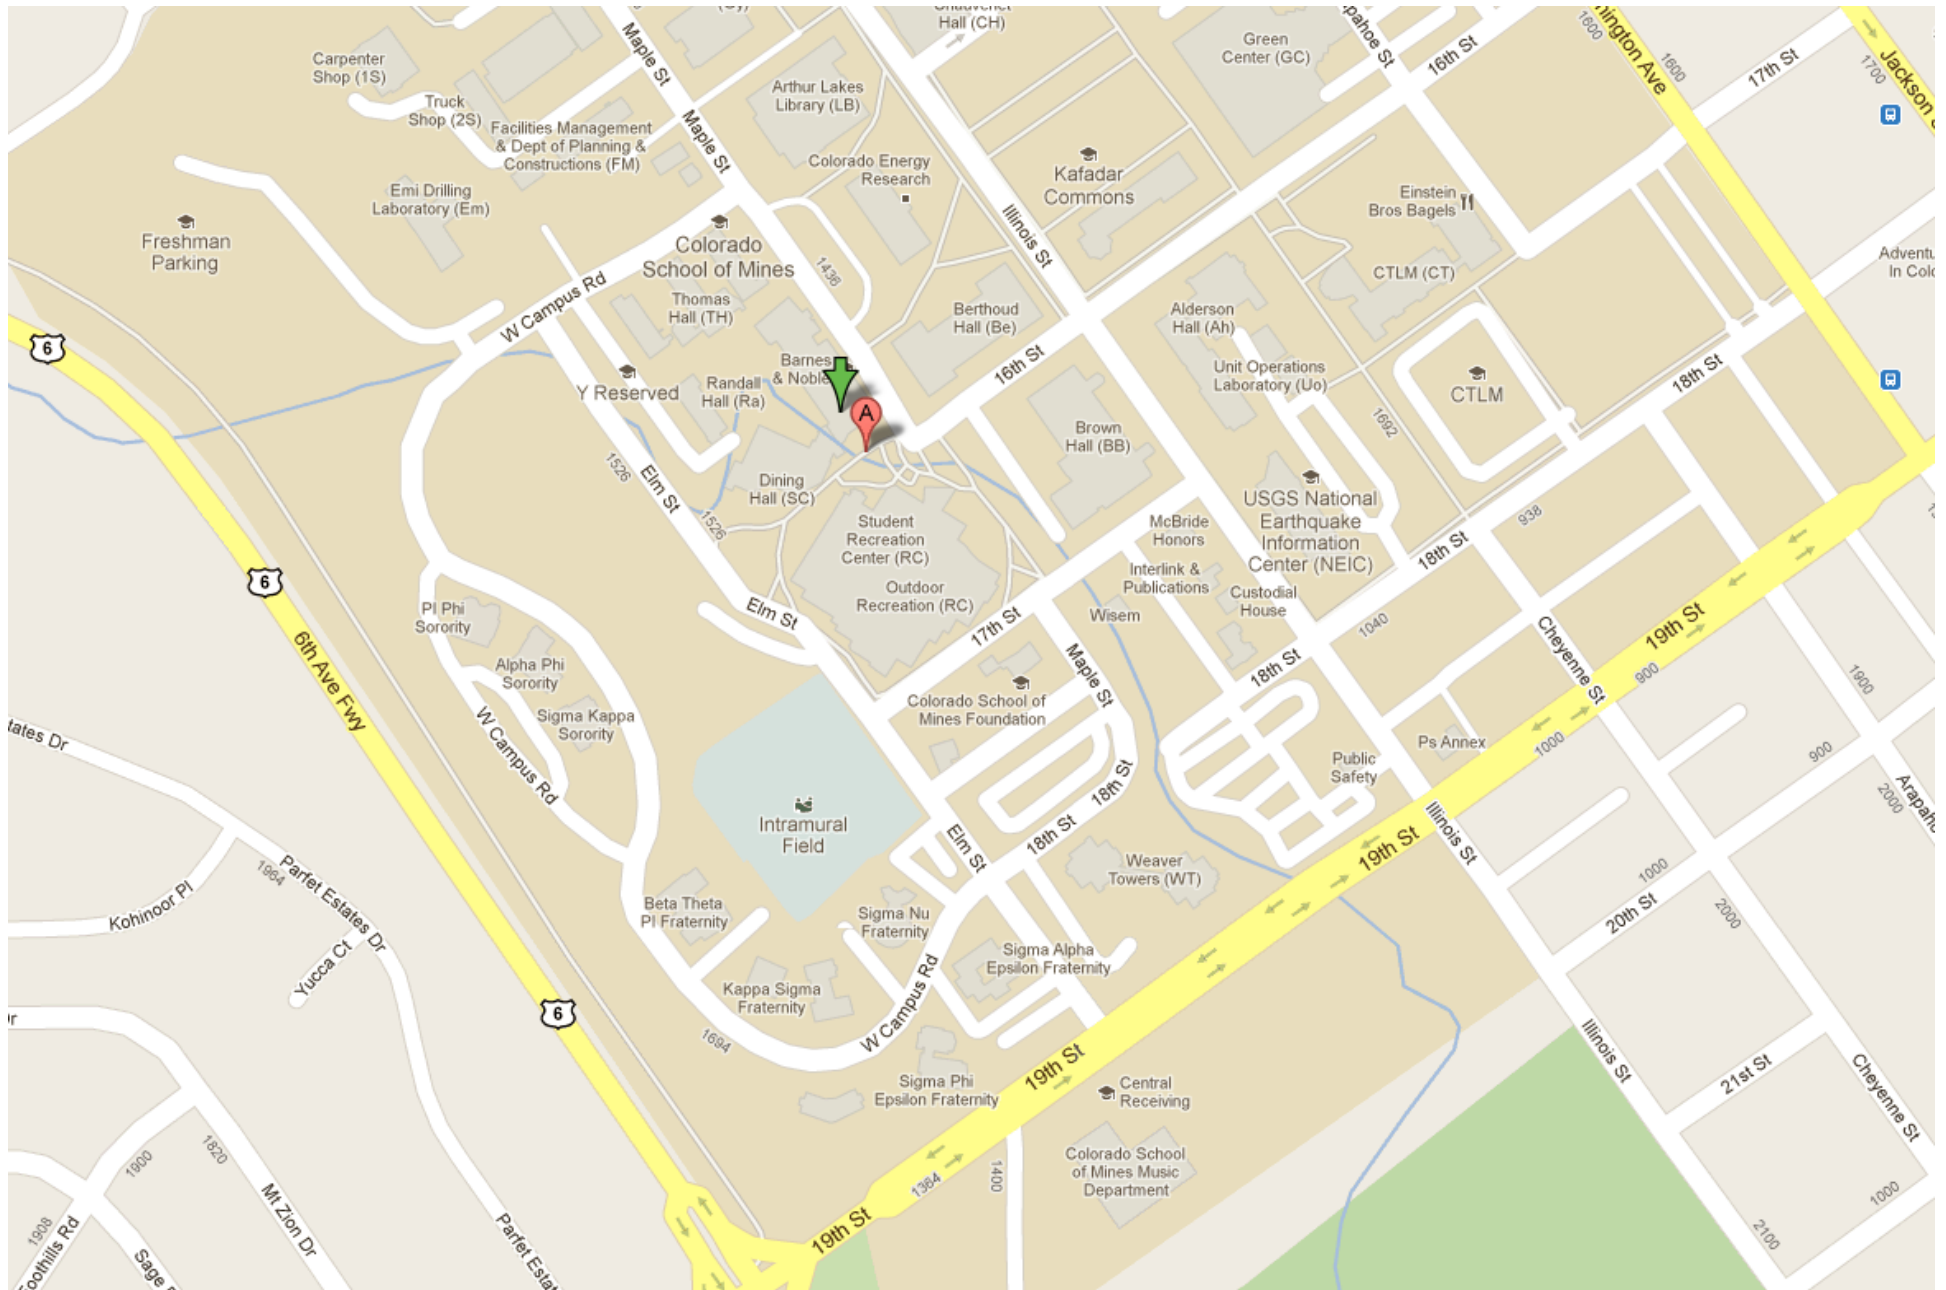 Hall (CH)
Maple St
Green
Center (GC)
16th St
17th St
1600
1600
1700
Carpenter
Shop (1S)
Truck
Shop (2S)
Arthur Lakes
Library (LB)
Facilities Management
& Dept of Planning &
Constructions (FM)
Maple St
Colorado Energy
Research
Kafadar
Commons
Emi Drilling
Laboratory (Em)
Einstein
Bros Bagels
Freshman
Parking
Colorado
School of Mines
Illinois St
1436
CTLM (CT)
W Campus Rd
Thomas
Hall (TH)
Berthoud
Hall (Be)
Alderson
Hall (Ah)
6
Barnes
& Noble
16th St
Unit Operations
Laboratory (Uo)
18th St
Y Reserved
Randall
Hall (Ra)
CTLM
A
1692
Brown
Hall (BB)
1526
Elm St
Dining
Hall (SC)
USGS National
Earthquake
Information
Center (NEIC)
1526
Student
Recreation
Center (RC)
McBride
Honors
938
18th St
Interlink &
Publications
6
Outdoor
Recreation (RC)
Custodial
House
PI Phi
Sorority
Elm St
17th St
Wisem
1040
Cheyenne St
19th St
6th Ave Fwy
Alpha Phi
Sorority
Maple St
18th St
900
1900
Colorado School of
Mines Foundation
Sigma Kappa
Sorority
W Campus Rd
Ps Annex
1000
900
Public
Safety
18th St
2000
Intramural
Field
18th St
Elm St
Illinois St
19th St
Weaver
Towers (WT)
1000
Parfet Estates Dr
1964
Kohinoor Pl
Beta Theta
PI Fraternity
Sigma Nu
Fraternity
20th St
2000
Yucca Ct
Sigma Alpha
Epsilon Fraternity
Kappa Sigma
Fraternity
W Campus Rd
6
1694
19th St
Illinois St
21st St
Cheyenne St
Sigma Phi
Epsilon Fraternity
Central
Receiving
1900
1820
1400
Colorado School
of Mines Music
Department
1364
1000
1908
Mt Zion Dr
19th St
2100